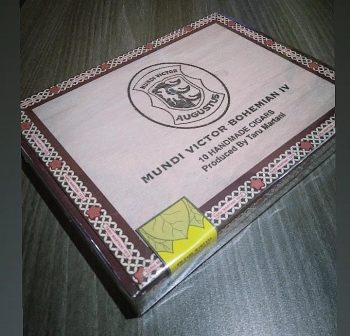 MUNDI VICTOR
AUGUSTUS
MUNDI VICTOR BOHEMIAN IV
10 HANDMADE CIGARS
Produced By Taru Martani